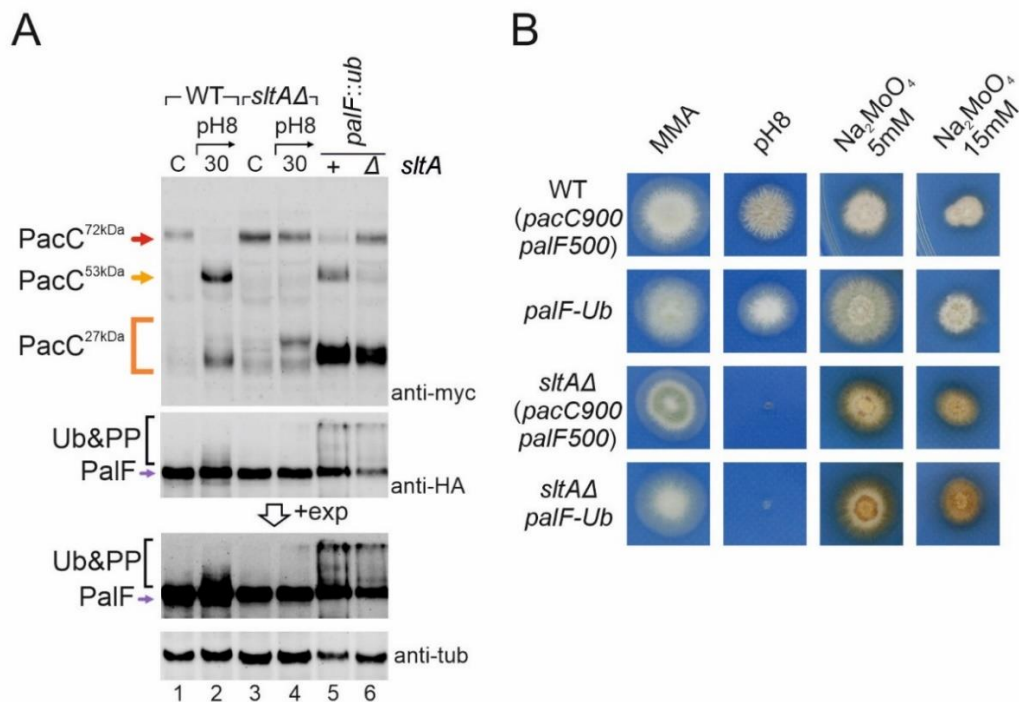 A
WT sltAΔ palF::ub
pH8 pH8
C 30 C 30 + Δ sltA
PacC72kDa
PacC53kDa
PacC27kDa
anti-myc
Ub&PP
PalF
anti-HA
+exp
Ub&PP
PalF
anti-tub
1 2 3 4 5 6
B
MMA pH8 Na2MoO4 5mM Na2MoO4 15mM
WT
(pacC900
palF500)
palF-Ub
sltAΔ
(pacC900
palF500)
sltAΔ
palF-Ub